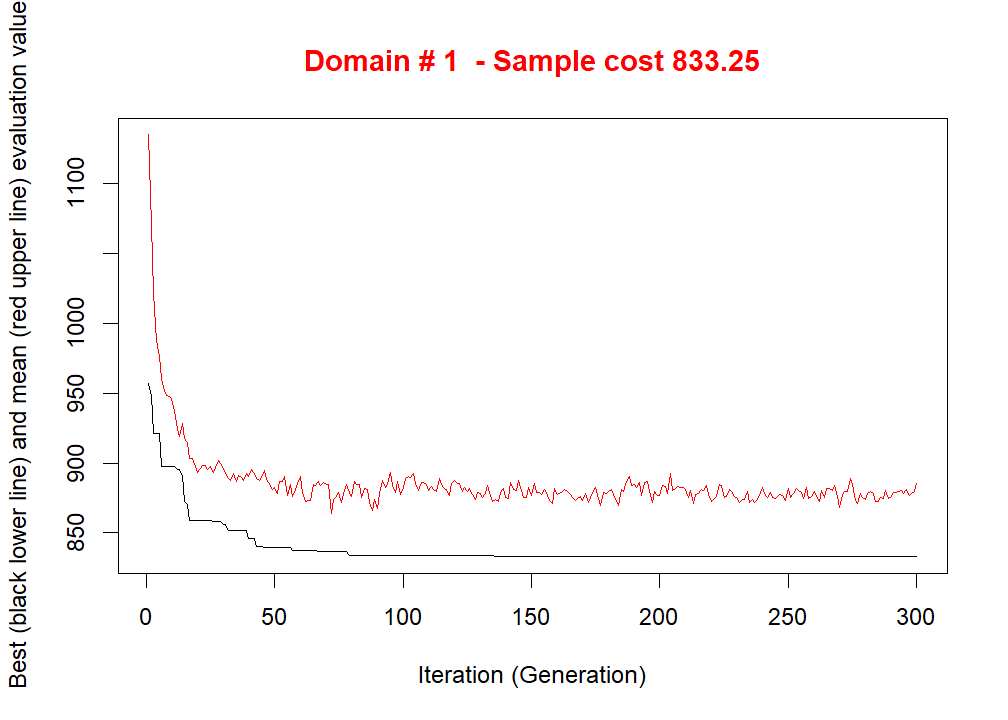 Domain # 1  - Sample cost 833.25
Best (black lower line) and mean (red upper line) evaluation value
1100
1000
950
900
850
0 50 100 150 200 250 300
Iteration (Generation)